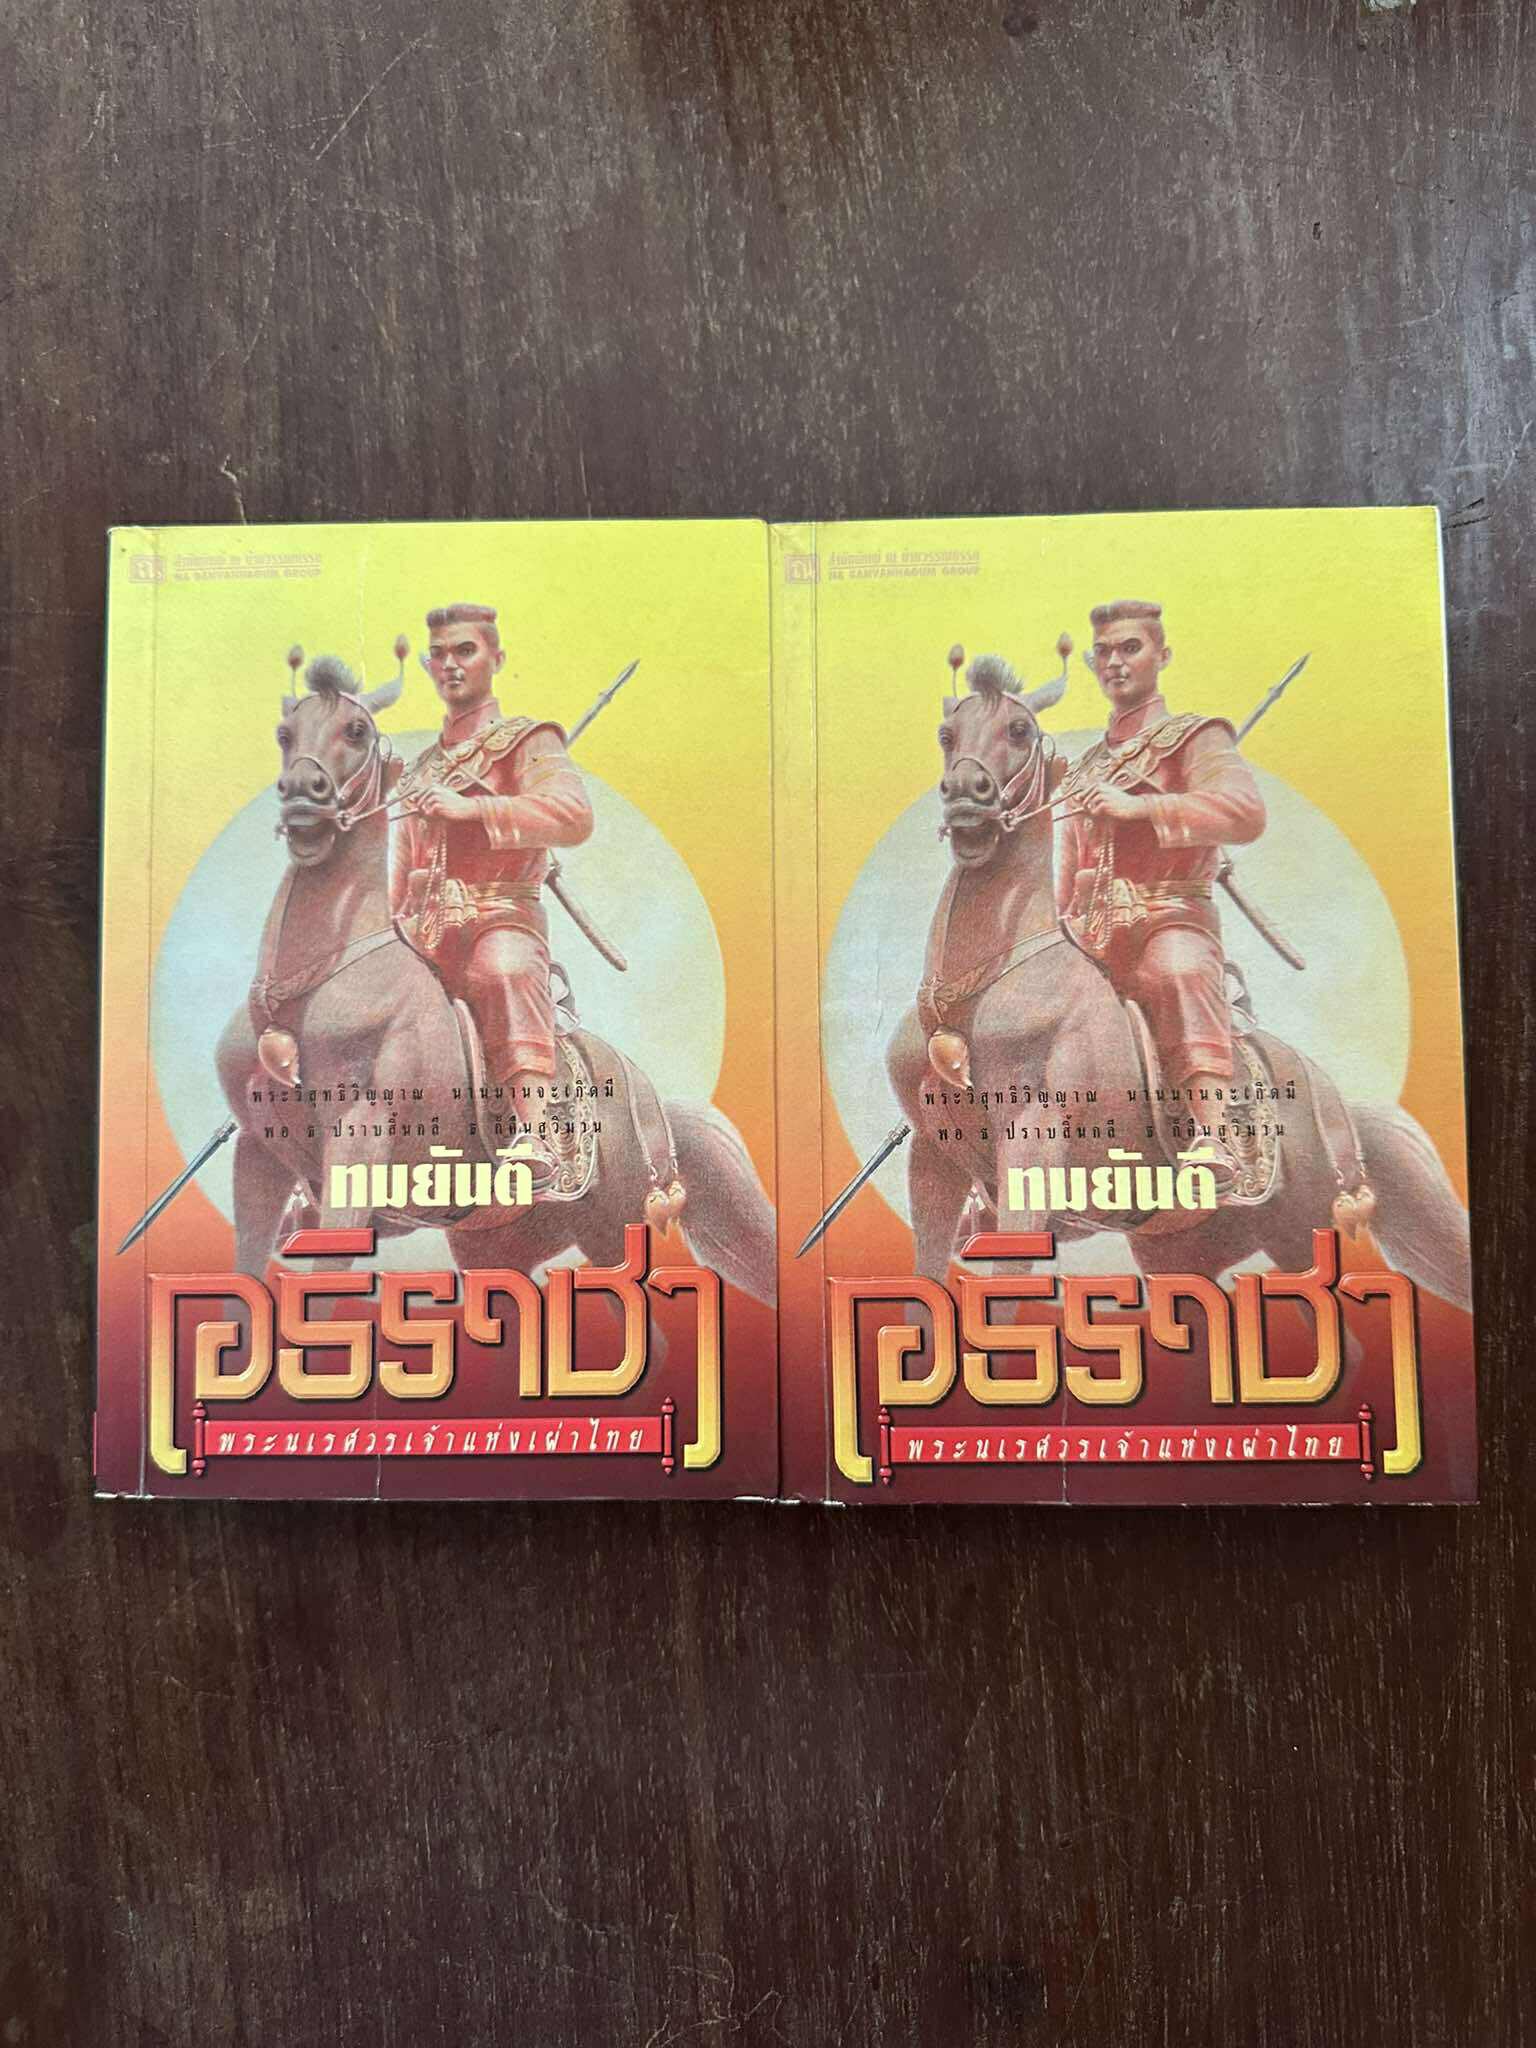 สำนักพิมพ์ ณ บ้านวรรณกรรม
NA BANVANNAGUM GROUP
พระวิสุทธิวิญญาณ นานนานจะเกิดมี
พอ ธ ปราบสิ้นกลี ธ ก็คืนสู่วิมาน
ทมยันตี
อธิราชา
พระนเรศวรเจ้าแห่งเผ่าไทย
สำนักพิมพ์ ณ บ้านวรรณกรรม
NA BANVANNAGUM GROUP
พระวิสุทธิวิญญาณ นานนานจะเกิดมี
พอ ธ ปราบสิ้นกลี ธ ก็คืนสู่วิมาน
ทมยันตี
อธิราชา
พระนเรศวรเจ้าแห่งเผ่าไทย